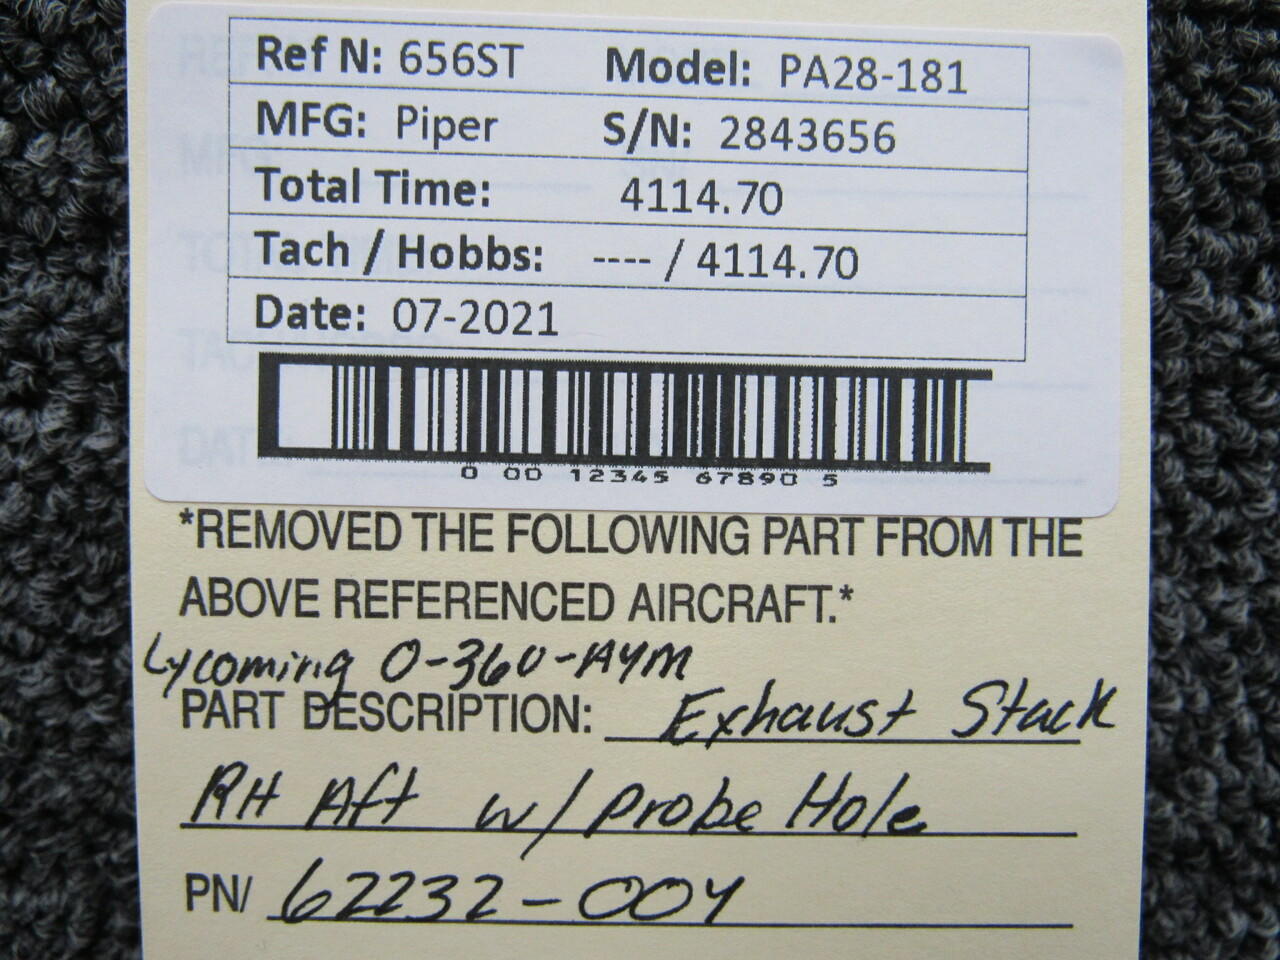 Ref N: 656ST Model: PA28-181
MFG: Piper S/N: 2843656
Total Time: 4114.70
Tach / Hobbs: ---- / 4114.70
Date: 07-2021
0 00 12345 67890 5
*REMOVED THE FOLLOWING PART FROM THE
ABOVE REFERENCED AIRCRAFT.*
Lycoming O-360-A4M
PART DESCRIPTION: Exhaust Stack
RH Aft w/ Probe Hole
PN/ 62232-004